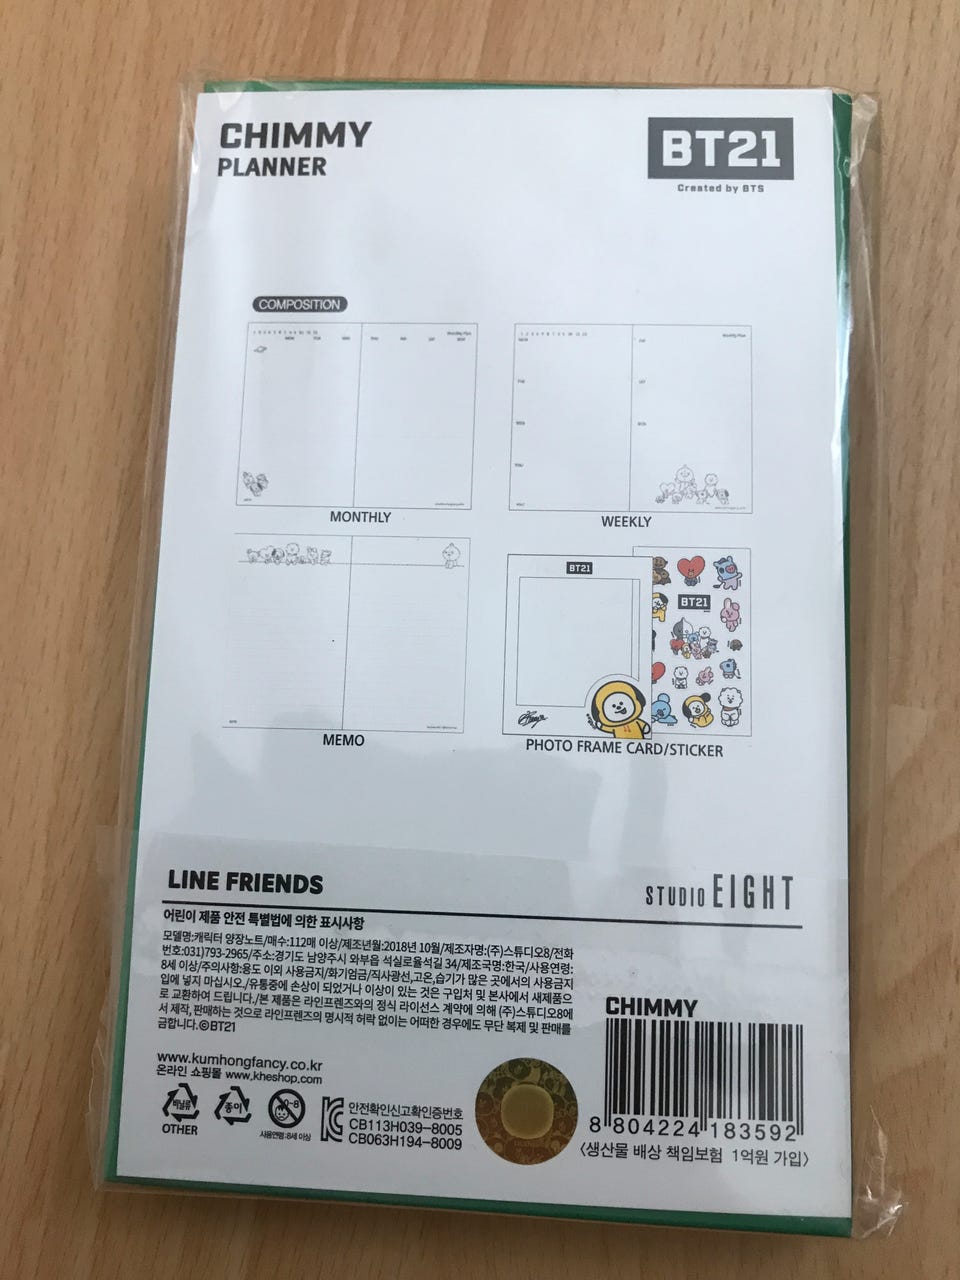 CHIMMY
PLANNER
BT21
Created by BTS
COMPOSITION
MONTHLY
WEEKLY
MEMO
BT21
BT21
PHOTO FRAME CARD/STICKER
LINE FRIENDS
STUDIO EIGHT
어린이 제품 안전 특별법에 의한 표시사항
모델명:캐릭터 양장노트/매수:112매 이상/제조년월:2018년 10월/제조자명:(주)스튜디오8/전화
번호:031)793-2965/주소:경기도 남양주시 와부읍 석실로율석길 34/제조국명:한국/사용연령:
8세 이상/주의사항:용도 이외 사용금지/화기엄금/직사광선,고온,습기가 많은 곳에서의 사용금지
입에 넣지 마십시오./유통중에 손상이 되었거나 이상이 있는 것은 구입처 및 본사에서 새제품으
로 교환하여 드립니다./본 제품은 라인프렌즈와의 정식 라이선스 계약에 의해 (주)스튜디오8에
서 제작, 판매하는 것으로 라인프렌즈의 명시적 허락 없이는 어떠한 경우에도 무단 복제 및 판매를
금합니다.©BT21
www.kumhongfancy.co.kr
온라인 쇼핑몰 www.kheshop.com
비닐류
OTHER
종이
0-8
사용연령:8세 이상
안전확인신고확인증번호
CB113H039-8005
CB063H194-8009
CHIMMY
8 804224 183592
<생산물 배상 책임보험 1억원 가입>